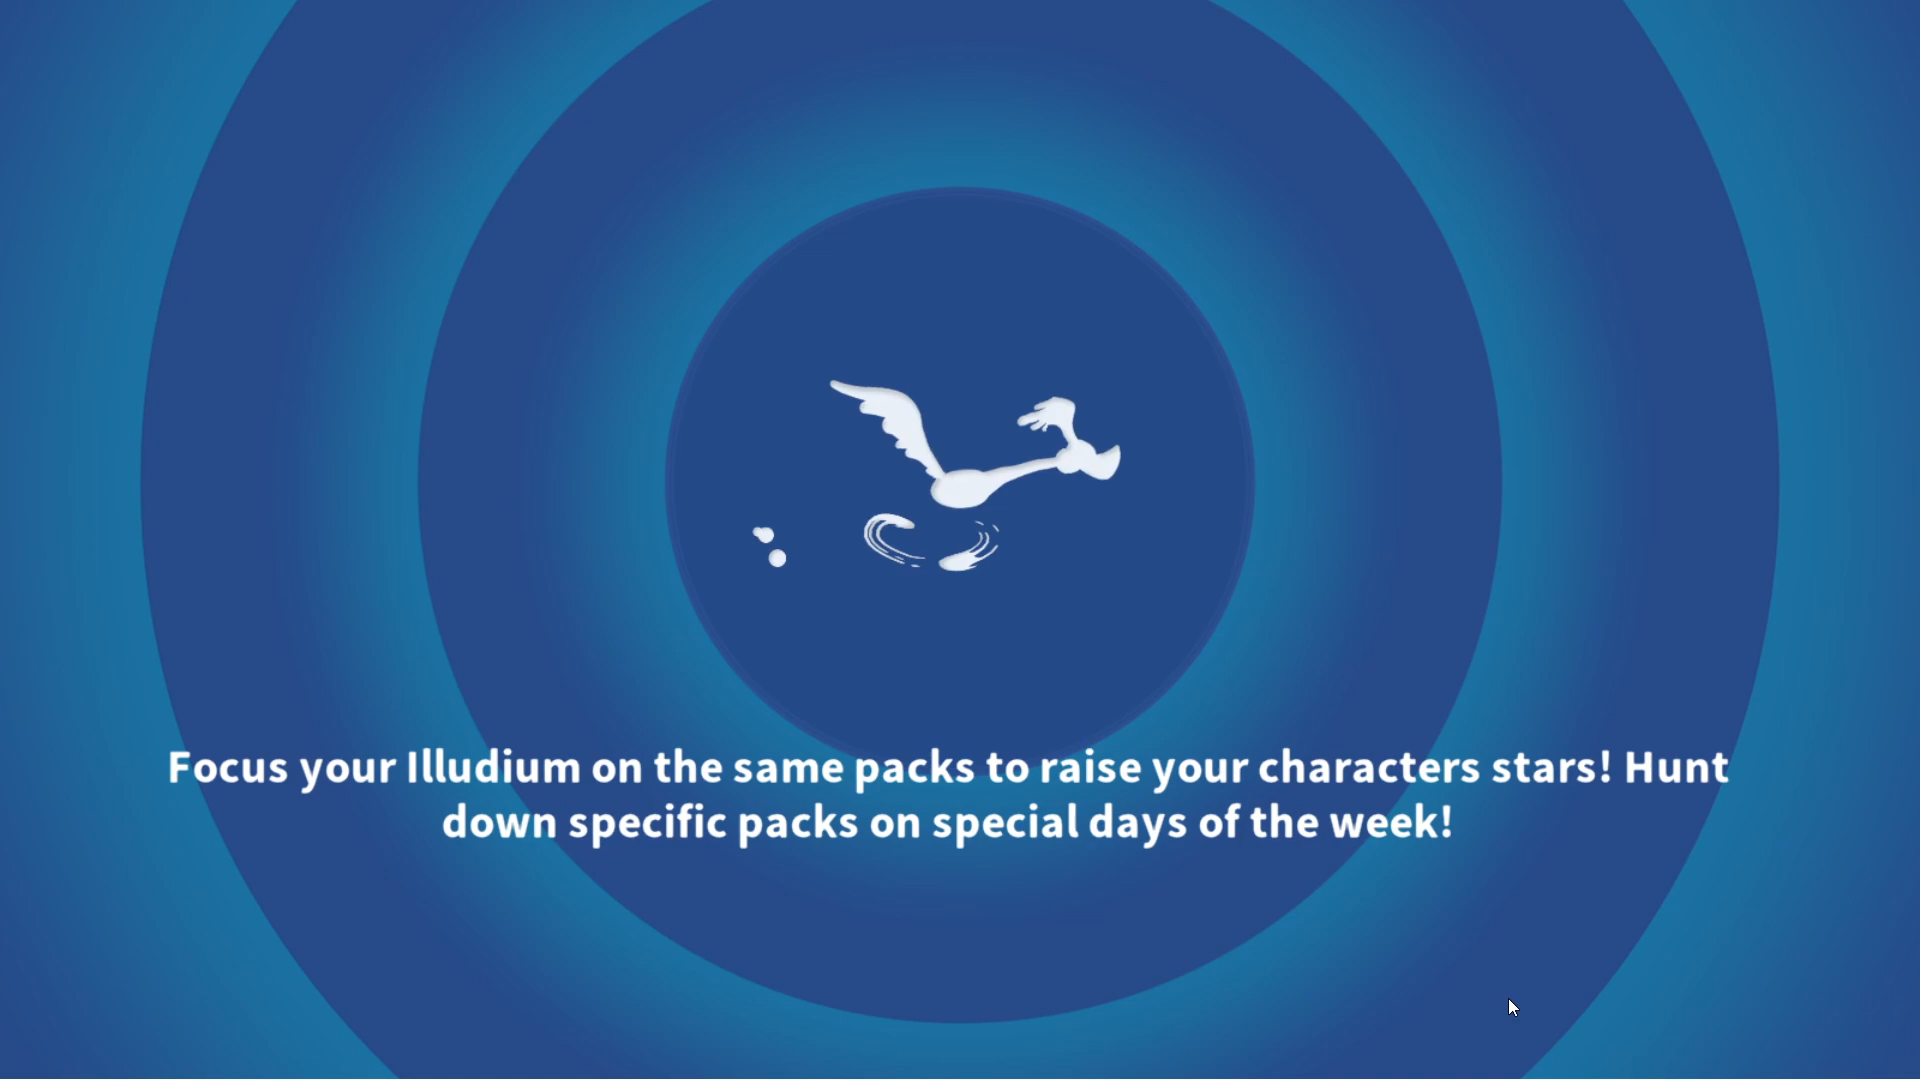 Focus your Illudium on the same packs to raise your characters stars! Hunt
down specific packs on special days of the week!